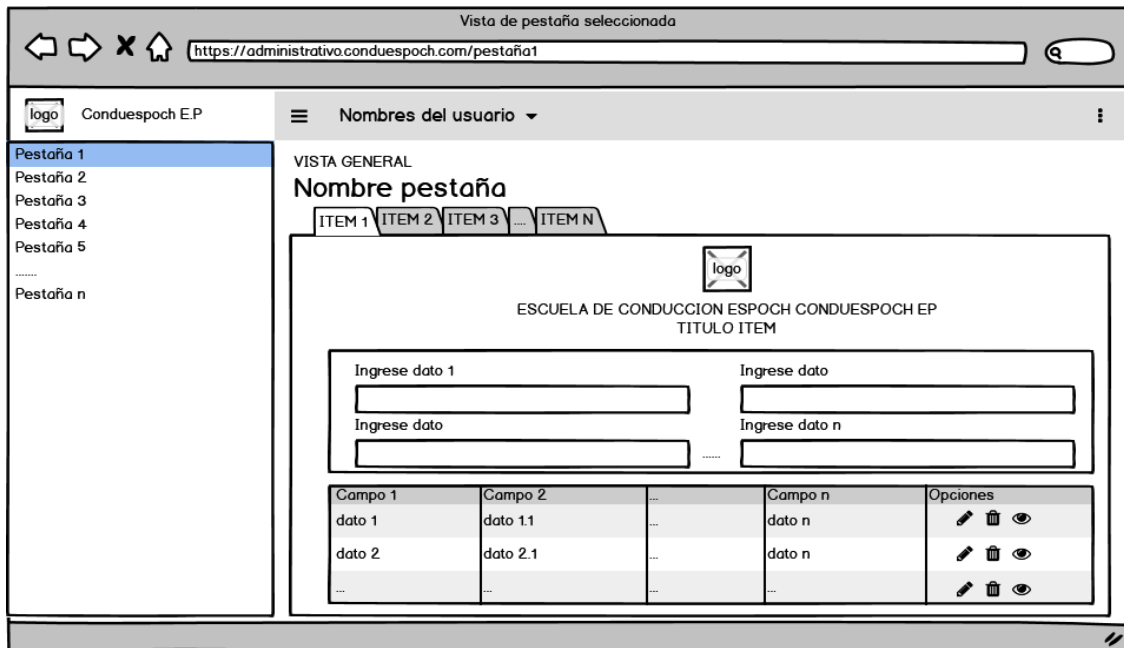 Vista de pestaña seleccionada
https://administrativo.conduespoch.com/pestaña1
logo Conduespoch E.P
Nombres del usuario
Pestaña 1
Pestaña 2
Pestaña 3
Pestaña 4
Pestaña 5
.......
Pestaña n
VISTA GENERAL
Nombre pestaña
ITEM 1 ITEM 2 ITEM 3 .... ITEM N
logo
ESCUELA DE CONDUCCION ESPOCH CONDUESPOCH EP
TITULO ITEM
Ingrese dato 1 Ingrese dato
Ingrese dato Ingrese dato n
......
Campo 1 Campo 2 ... Campo n Opciones
dato 1 dato 1.1 ... dato n
dato 2 dato 2.1 ... dato n
... ... ... ...